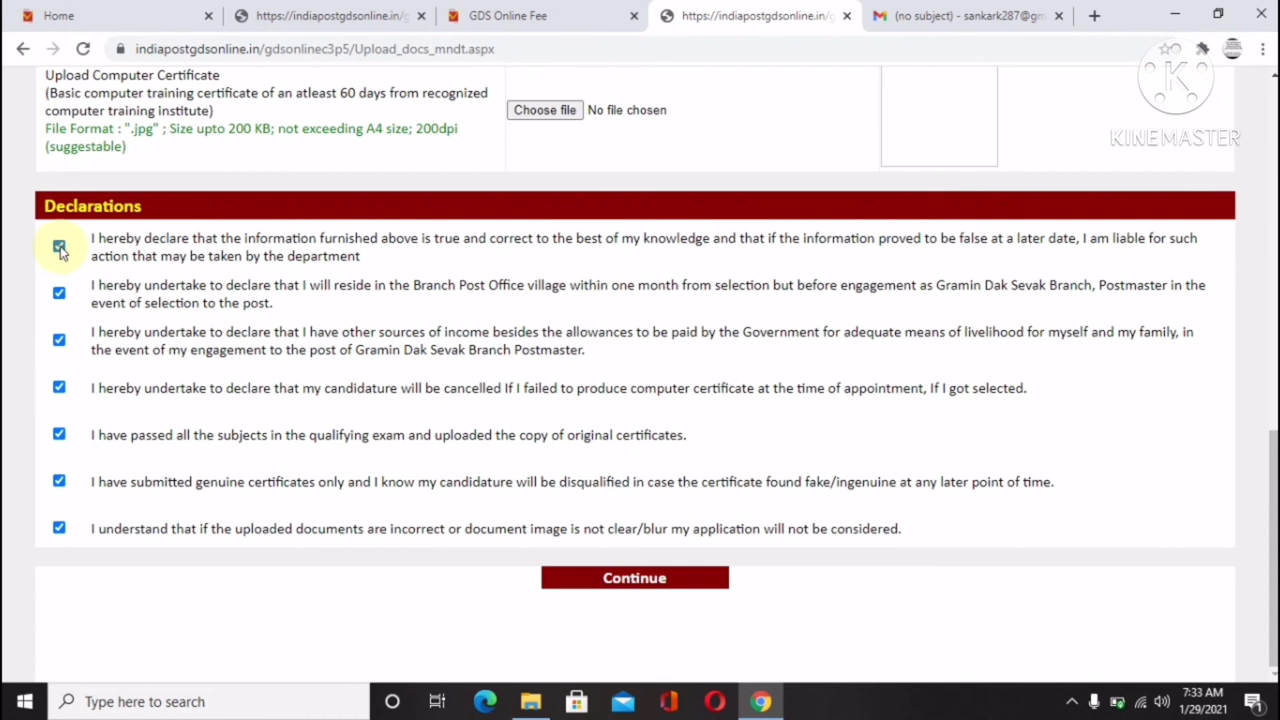 Home
https://indiapostgdsonline.in/g
GDS Online Fee
https://indiapostgdsonline.in/g
(no subject) - sankark287@gm
indiapostgdsonline.in/gdsonlinec3p5/Upload_docs_mndt.aspx
K
KINEMASTER
Upload Computer Certificate
(Basic computer training certificate of an atleast 60 days from recognized
computer training institute)
File Format : ".jpg" ; Size upto 200 KB; not exceeding A4 size; 200dpi
(suggestable)
Choose file No file chosen
Declarations
I hereby declare that the information furnished above is true and correct to the best of my knowledge and that if the information proved to be false at a later date, I am liable for such
action that may be taken by the department
I hereby undertake to declare that I will reside in the Branch Post Office village within one month from selection but before engagement as Gramin Dak Sevak Branch, Postmaster in the
event of selection to the post.
I hereby undertake to declare that I have other sources of income besides the allowances to be paid by the Government for adequate means of livelihood for myself and my family, in
the event of my engagement to the post of Gramin Dak Sevak Branch Postmaster.
I hereby undertake to declare that my candidature will be cancelled If I failed to produce computer certificate at the time of appointment, If I got selected.
I have passed all the subjects in the qualifying exam and uploaded the copy of original certificates.
I have submitted genuine certificates only and I know my candidature will be disqualified in case the certificate found fake/ingenuine at any later point of time.
I understand that if the uploaded documents are incorrect or document image is not clear/blur my application will not be considered.
Continue
Type here to search
7:33 AM
1/29/2021
1